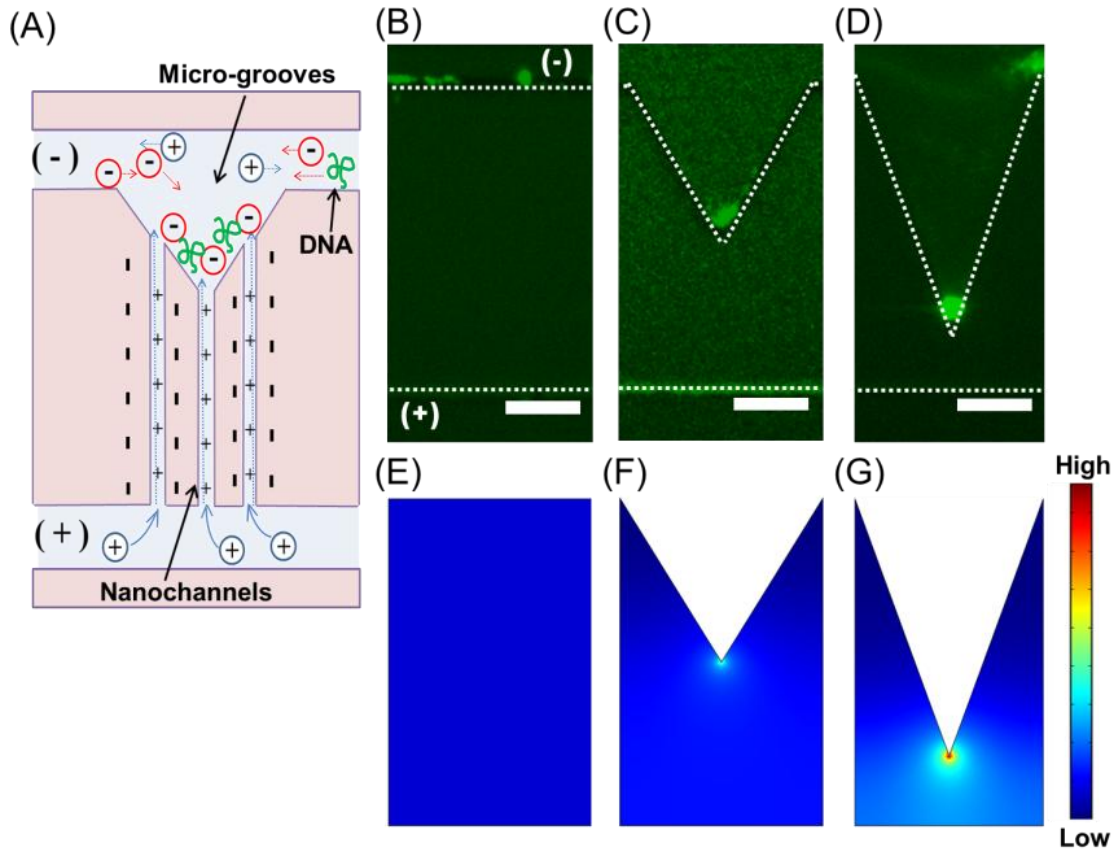 (A)
Micro-grooves
(-)
+
-
-
+
-
DNA
-
-
-
(+)
+
+
+
Nanochannels
(B)
(-)
(+)
(C)
(D)
(E)
(F)
(G)
High
Low